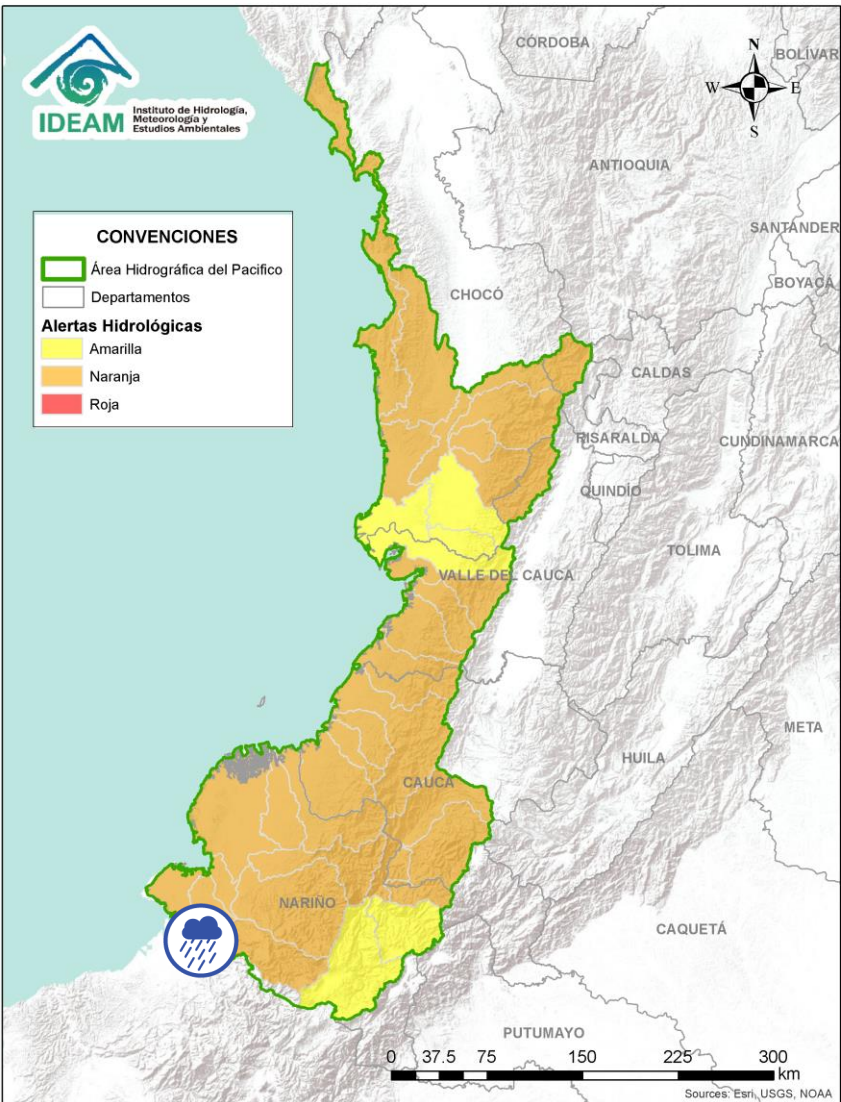 IDEAM
Instituto de Hidrología,
Meteorología y
Estudios Ambientales
CONVENCIONES
Área Hidrográfica del Pacifico
Departamentos
Alertas Hidrológicas
Amarilla
Naranja
Roja
N
W E
S
CÓRDOBA
BOLIVAR
ANTIOQUIA
SANTANDER
BOYACÁ
CHOCÓ
CALDAS
RISARALDA
CUNDINAMARCA
QUINDÍO
TOLIMA
VALLE DEL CAUCA
META
HUILA
CAUCA
NARIÑO
CAQUETÁ
PUTUMAYO
0 37.5 75 150 225 300
km
Sources: Esri, USGS, NOAA